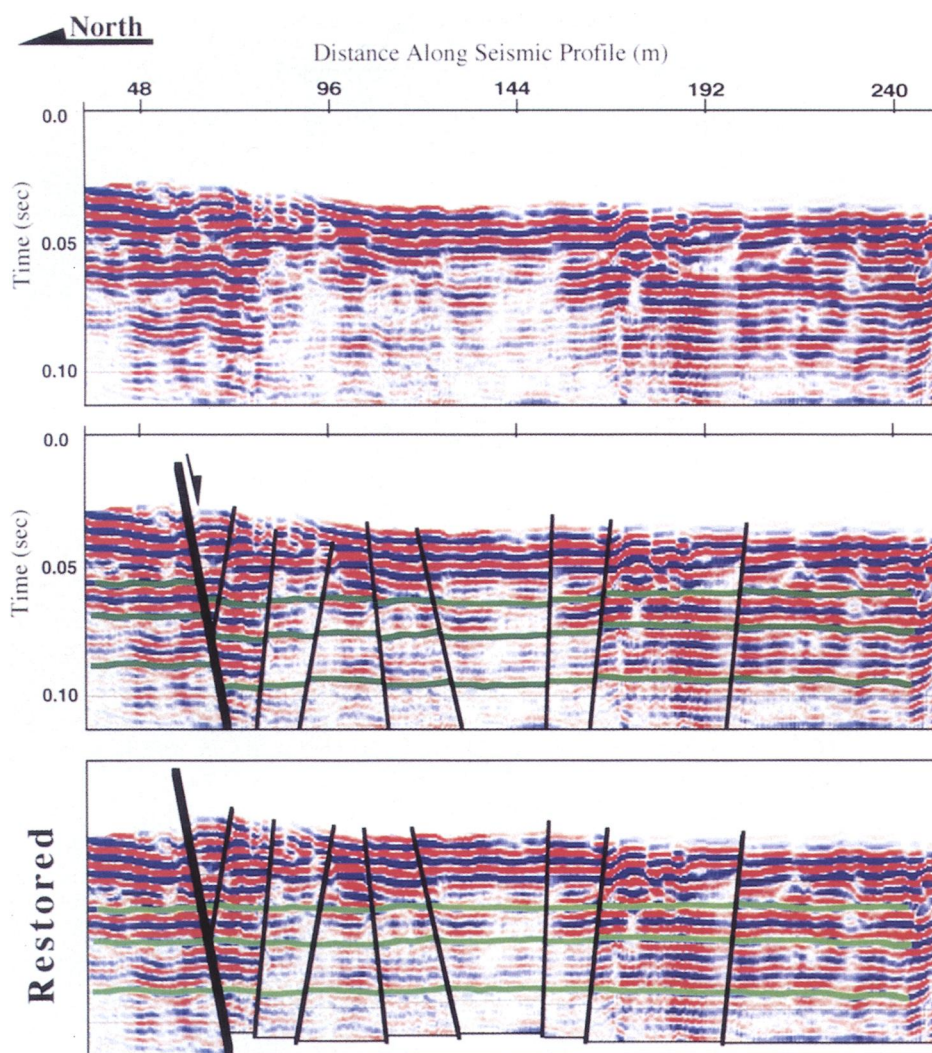 North
Distance Along Seismic Profile (m)
48 96 144 192 240
0.0
Time (sec)
0.05
0.10
0.0
Time (sec)
0.05
0.10
Restored